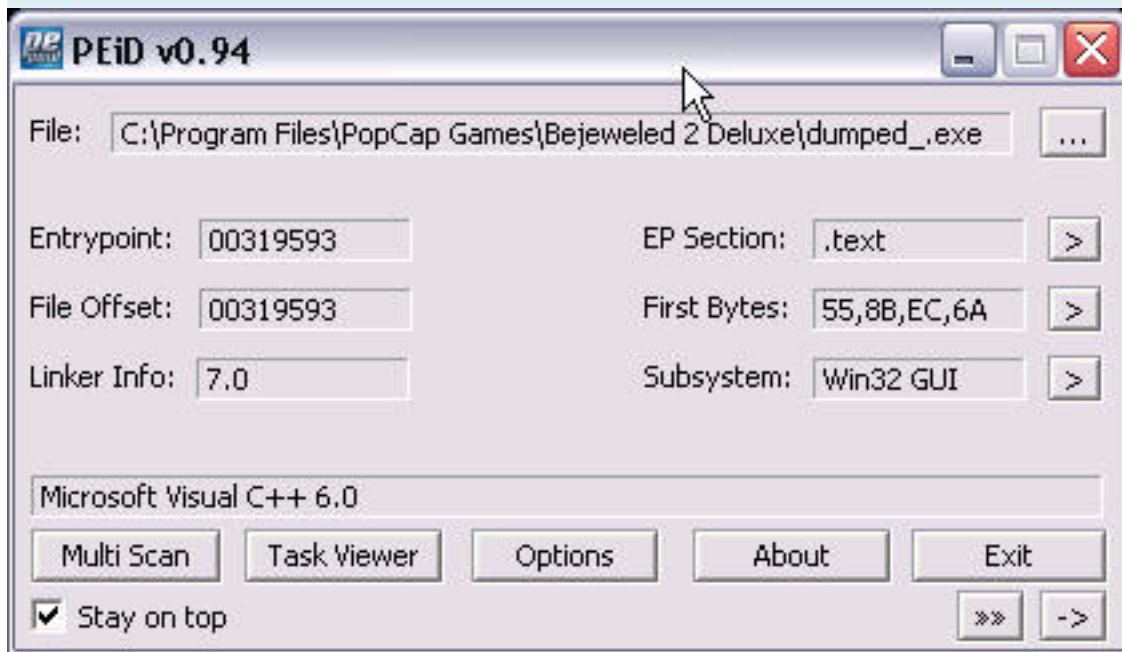 PEiD v0.94
File: C:\Program Files\PopCap Games\Bejeweled 2 Deluxe\dumped_.exe ...
Entrypoint: 00319593 EP Section: .text >
File Offset: 00319593 First Bytes: 55,8B,EC,6A >
Linker Info: 7.0 Subsystem: Win32 GUI >
Microsoft Visual C++ 6.0
Multi Scan Task Viewer Options About Exit
Stay on top »» ->